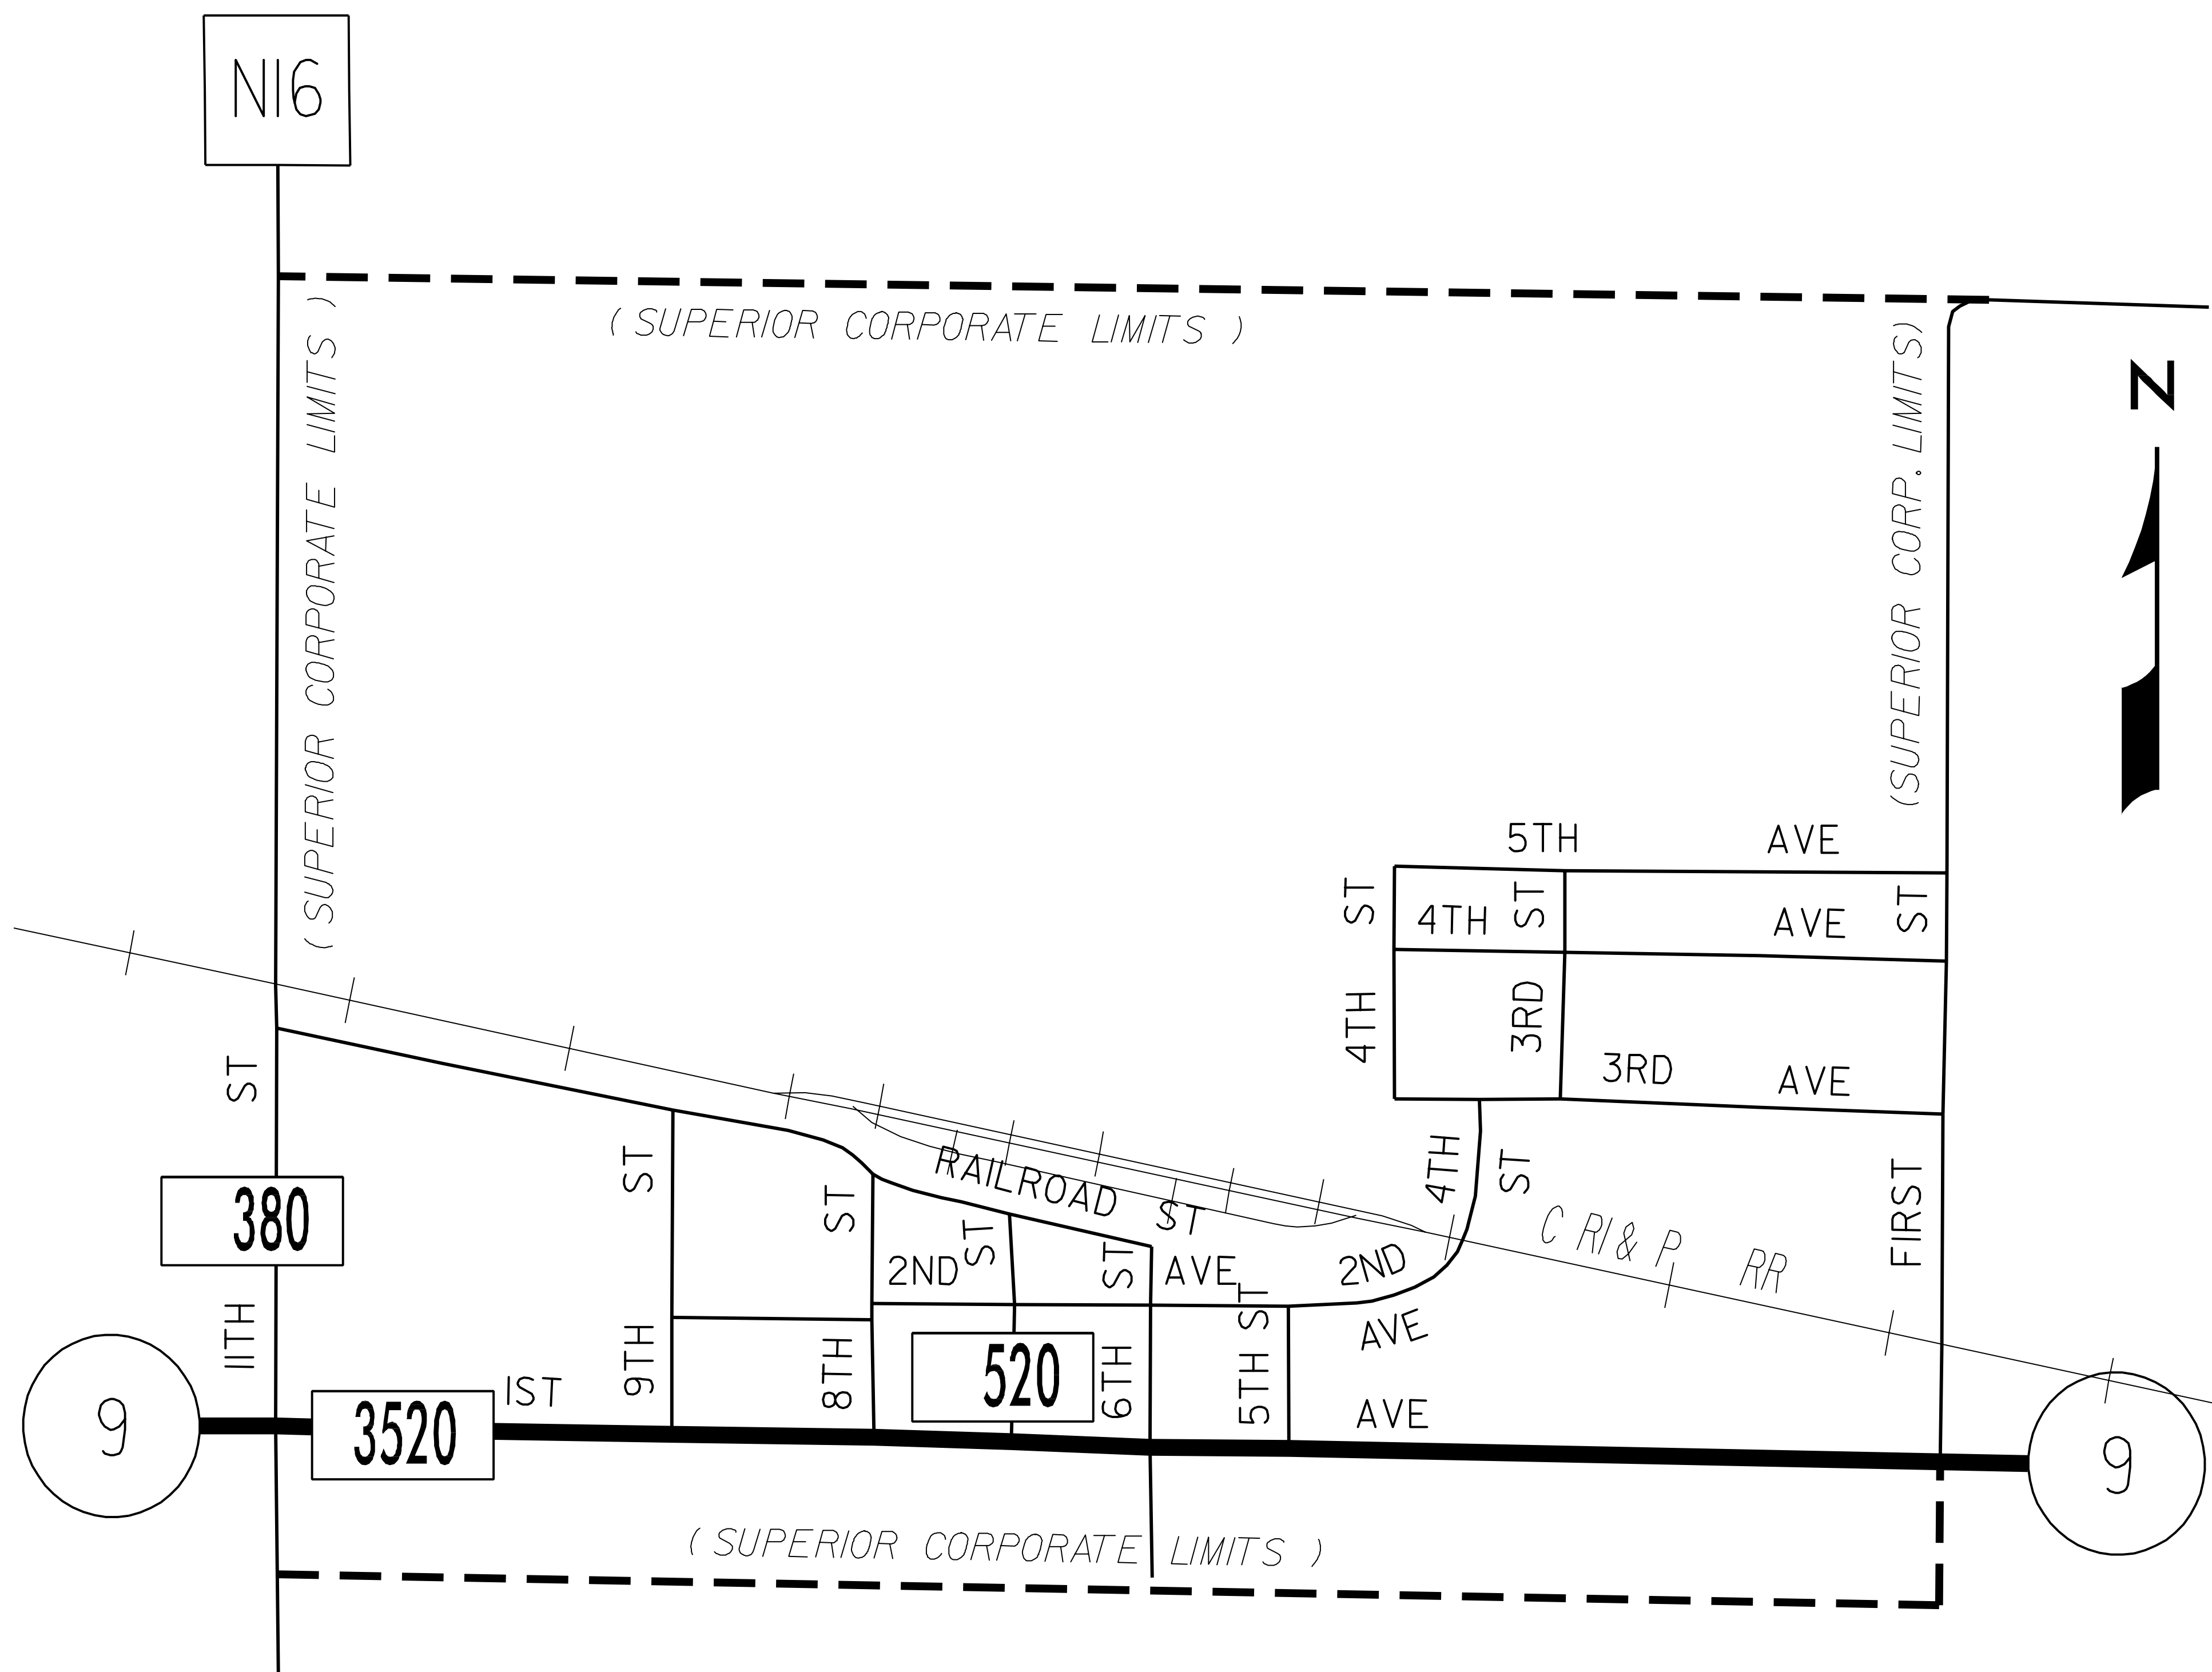 N16
( SUPERIOR CORPORATE LIMITS )
( SUPERIOR CORPORATE LIMITS )
(SUPERIOR CORP. LIMITS)
N
5TH AVE
4TH AVE
3RD AVE
4TH ST
3RD ST
FIRST ST
11TH ST
380
9TH ST
8TH ST
RAILROAD ST
ST
2ND AVE
6TH ST
5TH ST
4TH ST
2ND AVE
C RI & P RR
520
9
3520
1ST AVE
9
( SUPERIOR CORPORATE LIMITS )